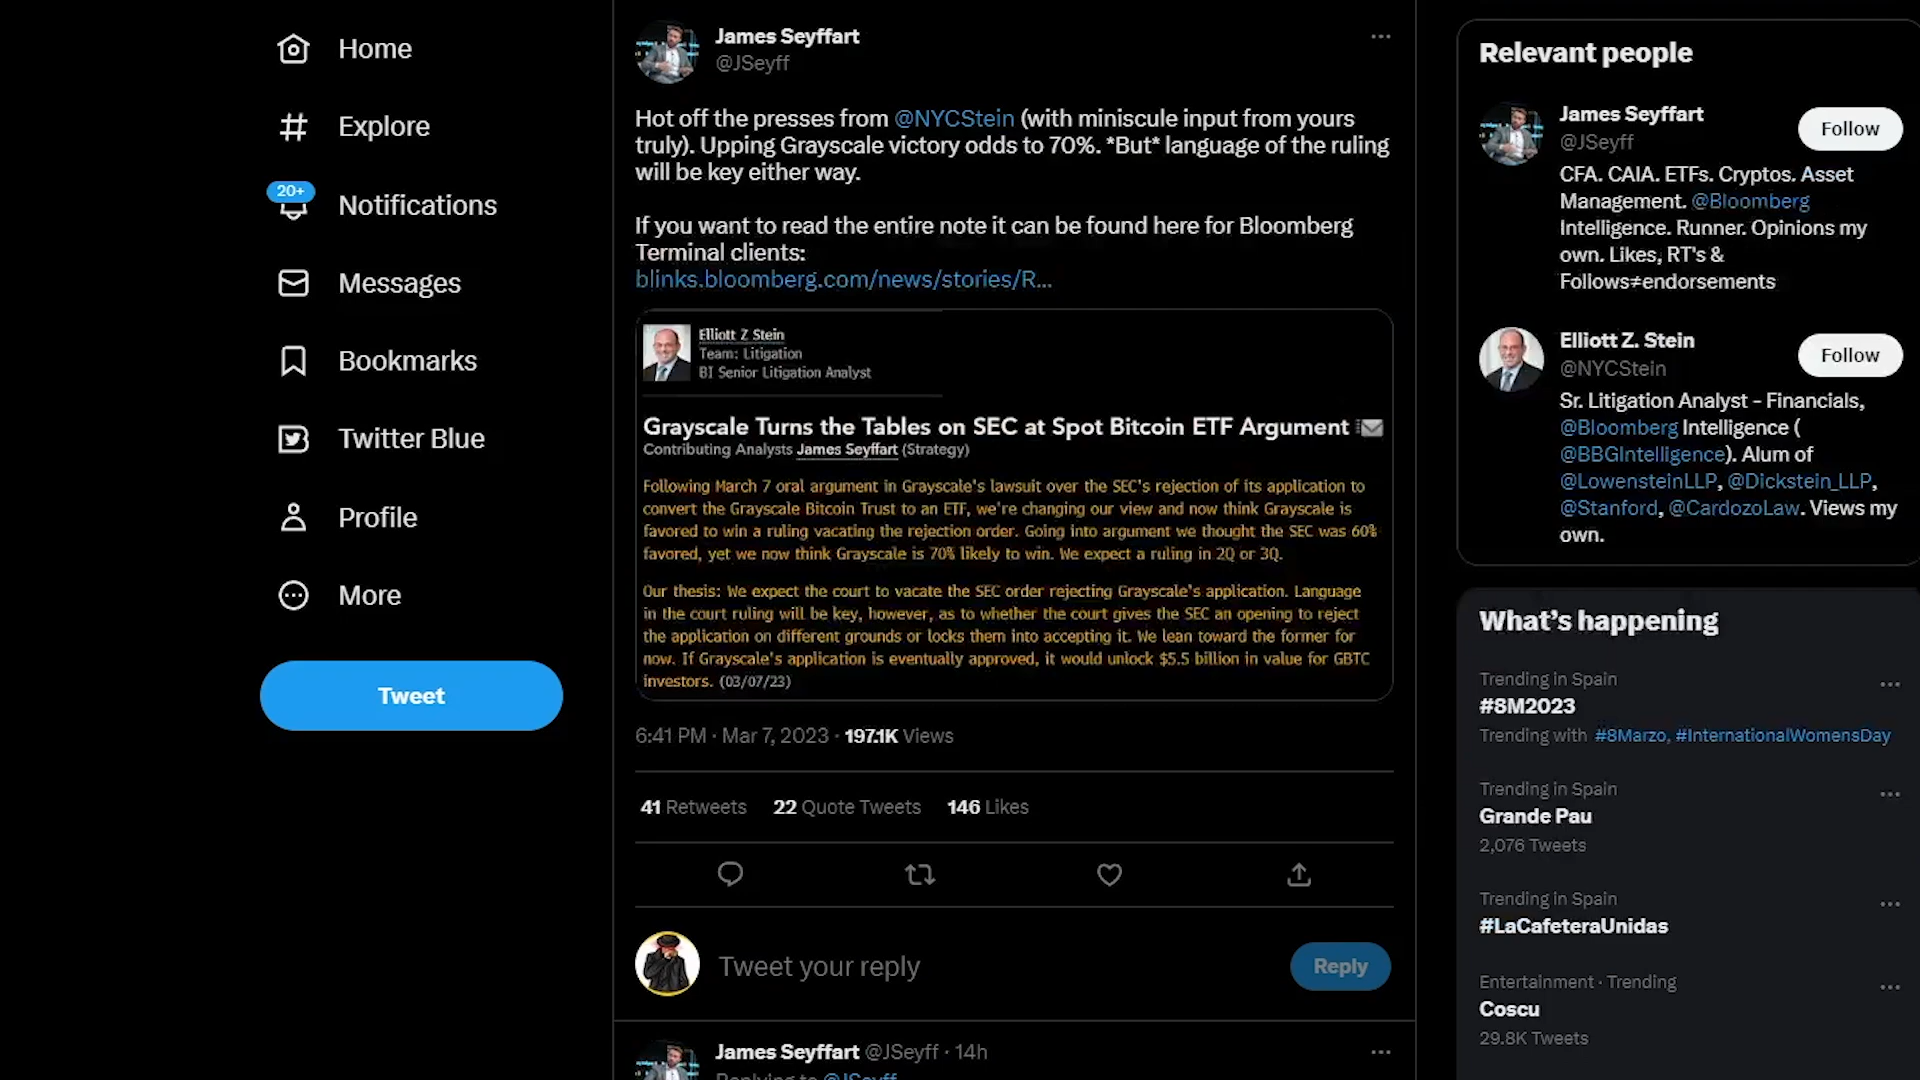 Home
Explore
20+
Notifications
Messages
Bookmarks
Twitter Blue
Profile
More
Tweet
James Seyffart
@JSeyff
Hot off the presses from @NYCStein (with miniscule input from yours
truly). Upping Grayscale victory odds to 70%. *But* language of the ruling
will be key either way.
If you want to read the entire note it can be found here for Bloomberg
Terminal clients:
blinks.bloomberg.com/news/stories/R...
Elliott Z Stein
Team: Litigation
BI Senior Litigation Analyst
Grayscale Turns the Tables on SEC at Spot Bitcoin ETF Argument
Contributing Analysts James Seyffart (Strategy)
Following March 7 oral argument in Grayscale's lawsuit over the SEC's rejection of its application to
convert the Grayscale Bitcoin Trust to an ETF, we're changing our view and now think Grayscale is
favored to win a ruling vacating the rejection order. Going into argument we thought the SEC was 60%
favored, yet we now think Grayscale is 70% likely to win. We expect a ruling in 2Q or 3Q.
Our thesis: We expect the court to vacate the SEC order rejecting Grayscale's application. Language
in the court ruling will be key, however, as to whether the court gives the SEC an opening to reject
the application on different grounds or locks them into accepting it. We lean toward the former for
now. If Grayscale's application is eventually approved, it would unlock $5.5 billion in value for GBTC
investors. (03/07/23)
6:41 PM · Mar 7, 2023 · 197.1K Views
41 Retweets 22 Quote Tweets 146 Likes
Tweet your reply
Reply
James Seyffart @JSeyff · 14h
Replying to @JSeyff
Relevant people
James Seyffart
@JSeyff
Follow
CFA. CAIA. ETFs. Cryptos. Asset
Management. @Bloomberg
Intelligence. Runner. Opinions my
own. Likes, RT's &
Follows≠endorsements
Elliott Z. Stein
@NYCStein
Follow
Sr. Litigation Analyst - Financials,
@Bloomberg Intelligence (
@BBGIntelligence). Alum of
@LowensteinLLP, @Dickstein_LLP,
@Stanford, @CardozoLaw. Views my
own.
What's happening
Trending in Spain
#8M2023
Trending with #8Marzo, #InternationalWomensDay
Trending in Spain
Grande Pau
2,076 Tweets
Trending in Spain
#LaCafeteraUnidas
Entertainment · Trending
Coscu
29.8K Tweets